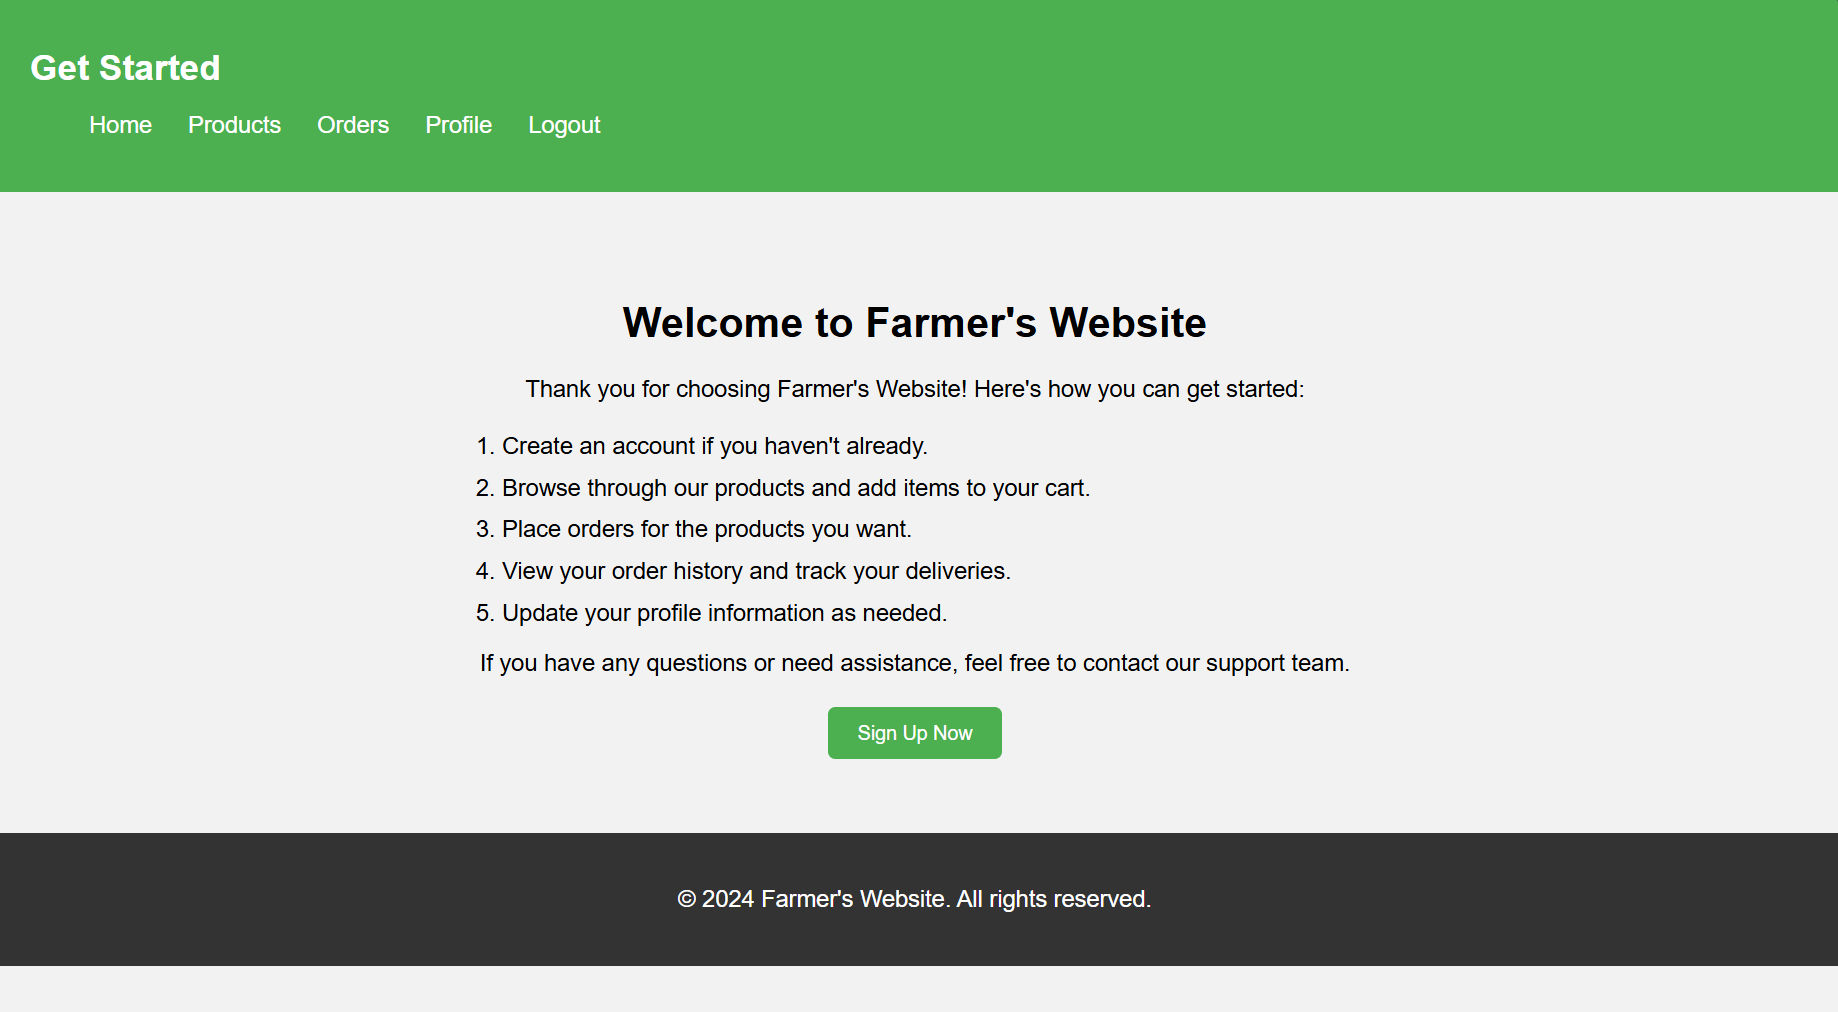 Get Started
Home Products Orders Profile Logout
Welcome to Farmer's Website
Thank you for choosing Farmer's Website! Here's how you can get started:
1. Create an account if you haven't already.
2. Browse through our products and add items to your cart.
3. Place orders for the products you want.
4. View your order history and track your deliveries.
5. Update your profile information as needed.
If you have any questions or need assistance, feel free to contact our support team.
Sign Up Now
© 2024 Farmer's Website. All rights reserved.